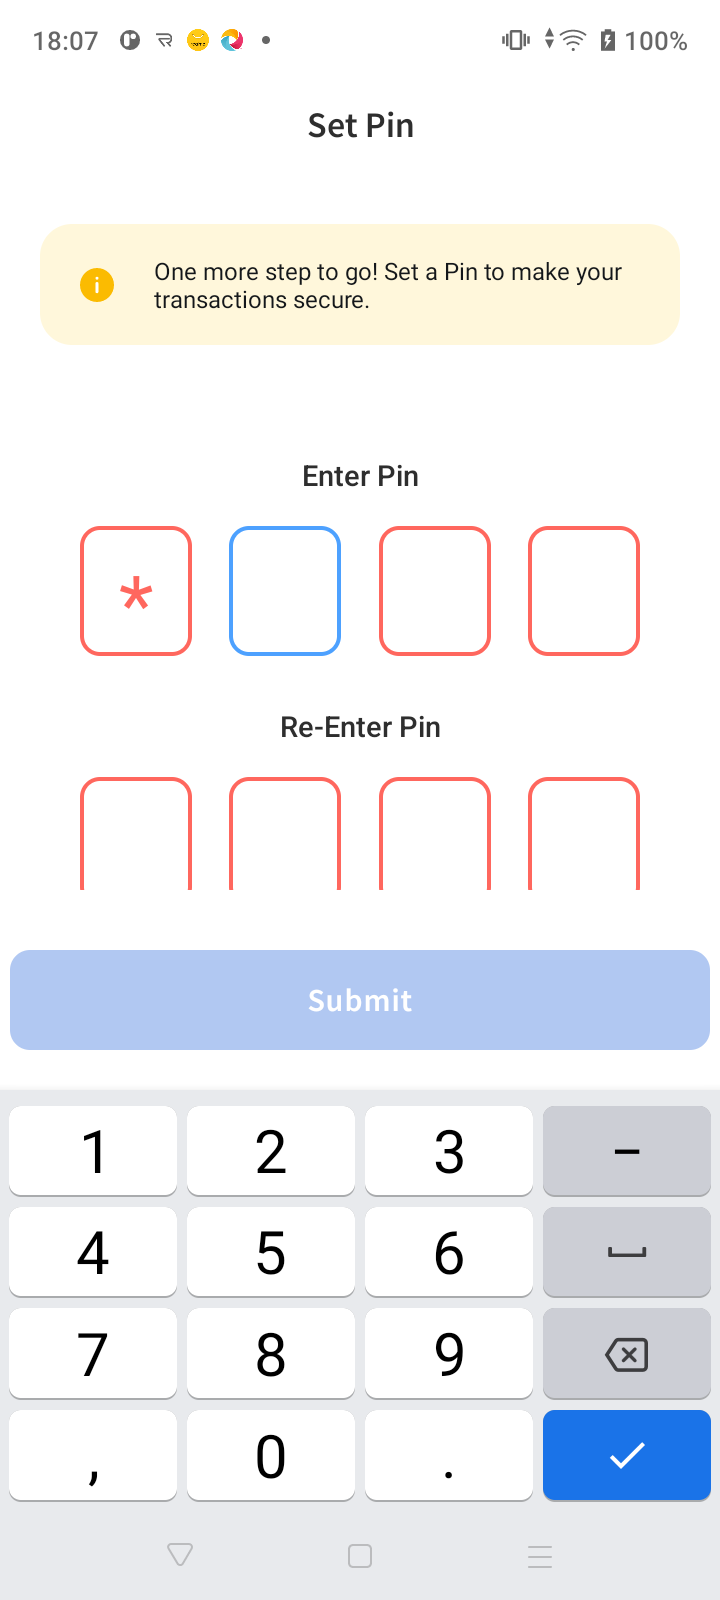 18:07
100%
Set Pin
One more step to go! Set a Pin to make your
transactions secure.
Enter Pin
*
Re-Enter Pin
Submit
1 2 3 –
4 5 6
7 8 9
, 0 .